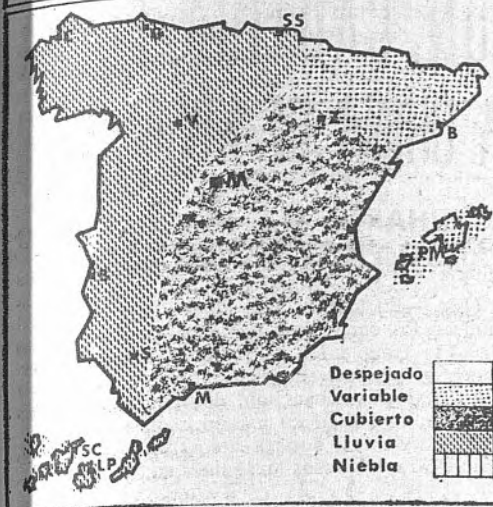 SS
V
Z
B
M
PM
B
S
M
SC
LP
Despejado
Variable
Cubierto
Lluvia
Niebla